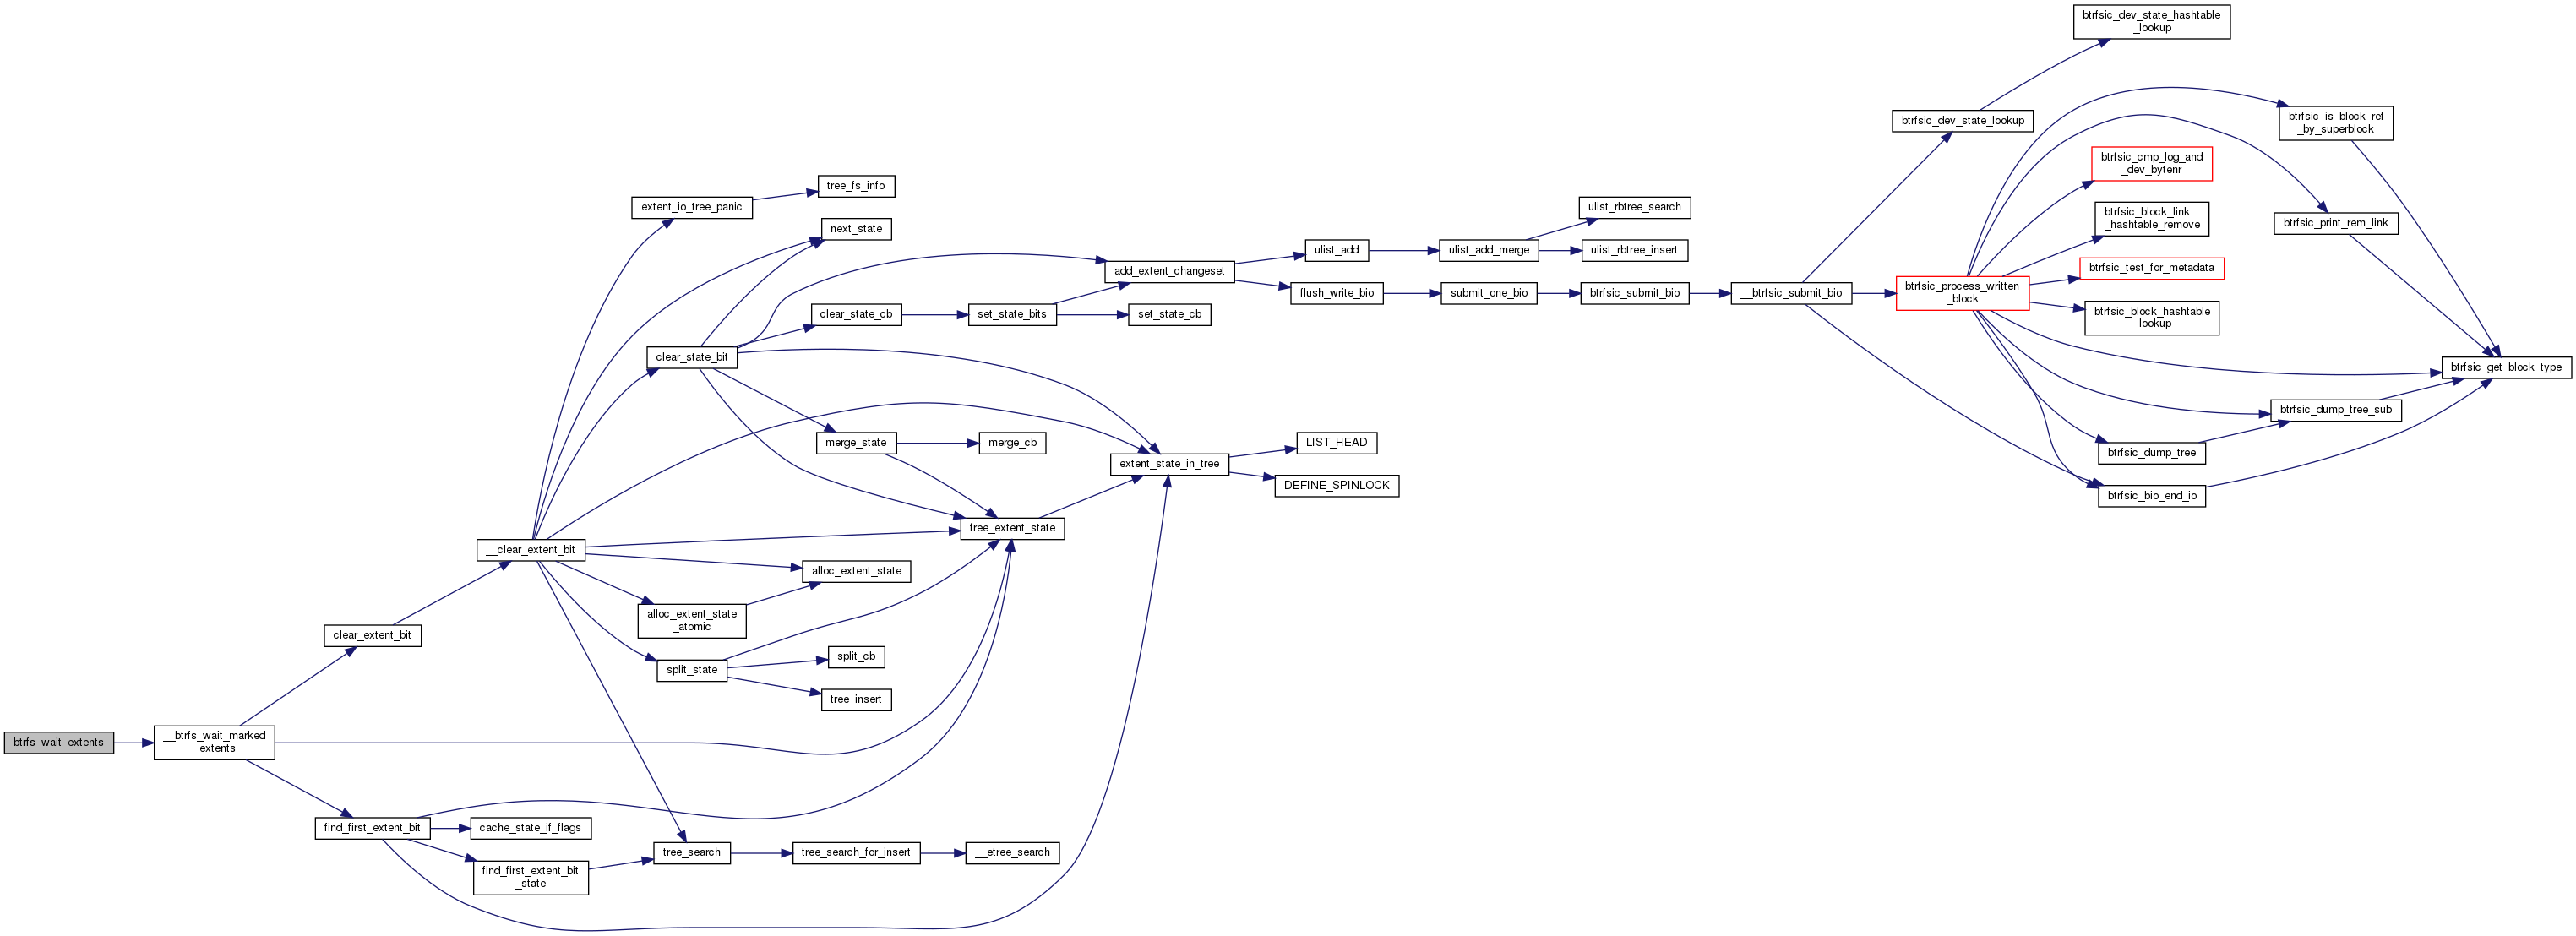 btrfs_wait_extents
__btrfs_wait_marked
_extents
clear_extent_bit
find_first_extent_bit
__clear_extent_bit
cache_state_if_flags
find_first_extent_bit
_state
extent_io_tree_panic
clear_state_bit
alloc_extent_state
_atomic
split_state
tree_search
tree_fs_info
next_state
clear_state_cb
merge_state
alloc_extent_state
split_cb
tree_insert
tree_search_for_insert
set_state_bits
merge_cb
free_extent_state
__etree_search
add_extent_changeset
set_state_cb
extent_state_in_tree
ulist_add
flush_write_bio
LIST_HEAD
DEFINE_SPINLOCK
ulist_add_merge
submit_one_bio
ulist_rbtree_search
ulist_rbtree_insert
btrfsic_submit_bio
__btrfsic_submit_bio
btrfsic_dev_state_lookup
btrfsic_process_written
_block
btrfsic_dev_state_hashtable
_lookup
btrfsic_cmp_log_and
_dev_bytenr
btrfsic_block_link
_hashtable_remove
btrfsic_test_for_metadata
btrfsic_block_hashtable
_lookup
btrfsic_dump_tree
btrfsic_bio_end_io
btrfsic_is_block_ref
_by_superblock
btrfsic_print_rem_link
btrfsic_dump_tree_sub
btrfsic_get_block_type